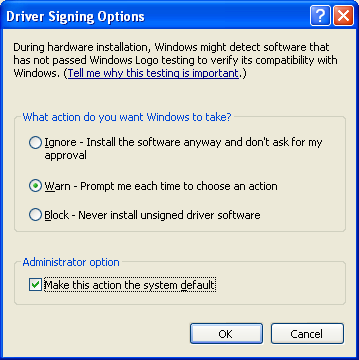 Driver Signing Options
During hardware installation, Windows might detect software that
has not passed Windows Logo testing to verify its compatibility with
Windows. (Tell me why this testing is important.)
What action do you want Windows to take?
Ignore - Install the software anyway and don't ask for my
approval
Warn - Prompt me each time to choose an action
Block - Never install unsigned driver software
Administrator option
Make this action the system default
OK
Cancel